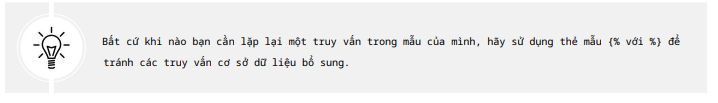 Bất cứ khi nào bạn cần lặp lại một truy vấn trong mẫu của mình, hãy sử dụng thẻ mẫu {% với %} để
tránh các truy vấn cơ sở dữ liệu bổ sung.